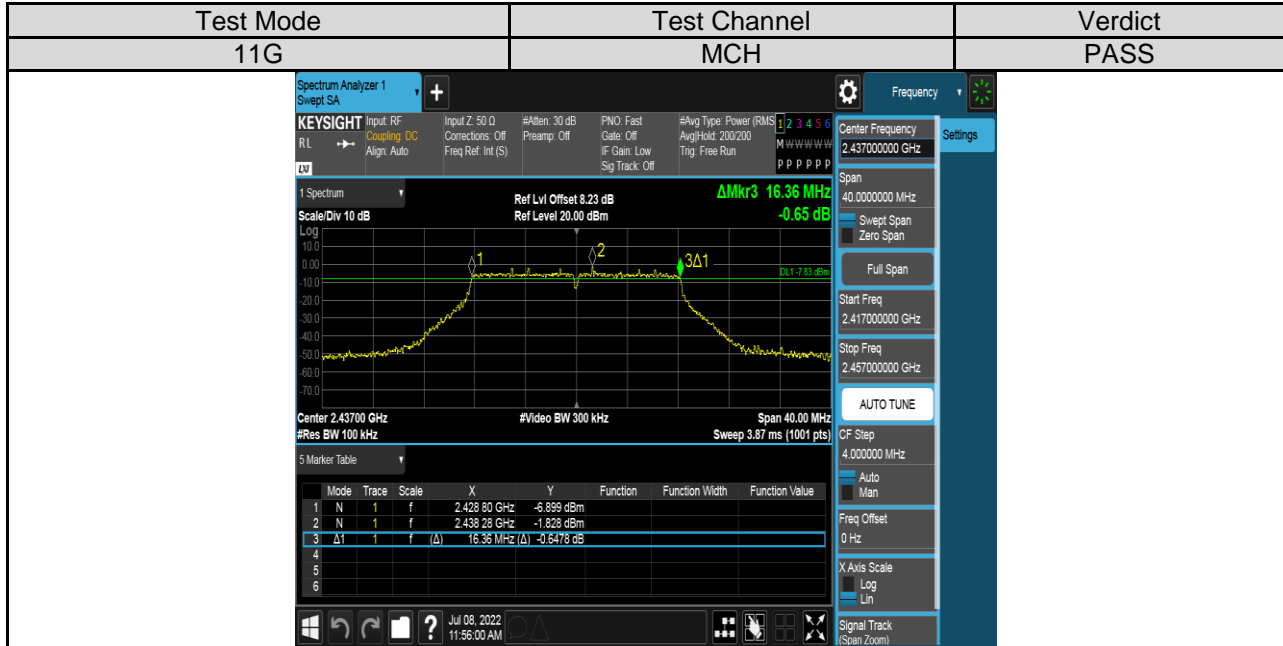 Test Mode Test Channel Verdict
11G MCH PASS
Spectrum Analyzer 1
Swept SA
+
Frequency
KEYSIGHT Input: RF Input Z: 50 Ω #Atten: 30 dB PNO: Fast #Avg Type: Power (RMS 1 2 3 4 5 6
RL Coupling: DC Corrections: Off Preamp: Off Gate: Off Avg|Hold: 200/200 M W W W W W
Align: Auto Freq Ref: Int (S) IF Gain: Low Trig: Free Run
LXI Sig Track: Off P P P P P P
1 Spectrum
Ref Lvl Offset 8.23 dB
ΔMkr3 16.36 MHz
Scale/Div 10 dB Ref Level 20.00 dBm -0.65 dB
Log
10.0
0.00
-10.0
-20.0
-30.0
-40.0
-50.0
-60.0
-70.0
1
2
3Δ1
DL1 -7.83 dBm
Center 2.43700 GHz #Video BW 300 kHz Span 40.00 MHz
#Res BW 100 kHz Sweep 3.87 ms (1001 pts)
5 Marker Table
Mode Trace Scale X Y Function Function Width Function Value
1 N 1 f 2.428 80 GHz -6.899 dBm
2 N 1 f 2.438 28 GHz -1.828 dBm
3 Δ1 1 f (Δ) 16.36 MHz (Δ) -0.6478 dB
4
5
6
?
Jul 08, 2022
11:56:00 AM
Center Frequency
2.437000000 GHz
Settings
Span
40.0000000 MHz
Swept Span
Zero Span
Full Span
Start Freq
2.417000000 GHz
Stop Freq
2.457000000 GHz
AUTO TUNE
CF Step
4.000000 MHz
Auto
Man
Freq Offset
0 Hz
X Axis Scale
Log
Lin
Signal Track
(Span Zoom)